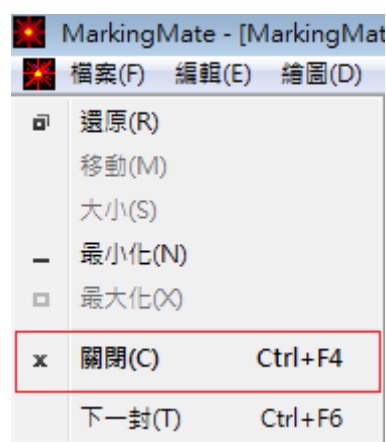 MarkingMate - [MarkingMat
檔案(F) 編輯(E) 繪圖(D)
還原(R)
移動(M)
大小(S)
最小化(N)
最大化(X)
關閉(C) Ctrl+F4
下一封(T) Ctrl+F6